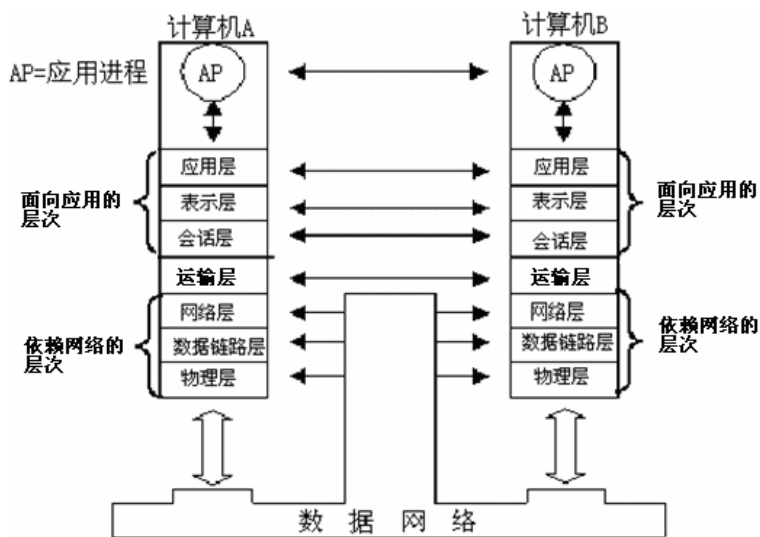 计算机A
计算机B
AP=应用进程
AP
AP
应用层
应用层
面向应用的
层次
表示层
表示层
面向应用的
层次
会话层
会话层
运输层
运输层
网络层
网络层
依赖网络的
层次
数据链路层
数据链路层
依赖网络的
层次
物理层
物理层
数 据 网 络